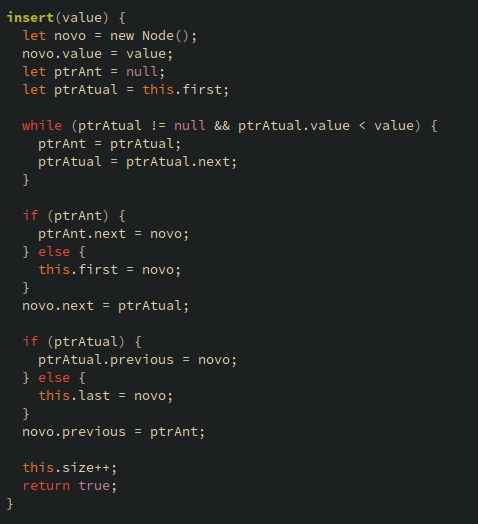 insert(value) {
let novo = new Node();
novo.value = value;
let ptrAnt = null;
let ptrAtual = this.first;
while (ptrAtual != null && ptrAtual.value < value) {
ptrAnt = ptrAtual;
ptrAtual = ptrAtual.next;
}
if (ptrAnt) {
ptrAnt.next = novo;
} else {
this.first = novo;
}
novo.next = ptrAtual;
if (ptrAtual) {
ptrAtual.previous = novo;
} else {
this.last = novo;
}
novo.previous = ptrAnt;
this.size++;
return true;
}